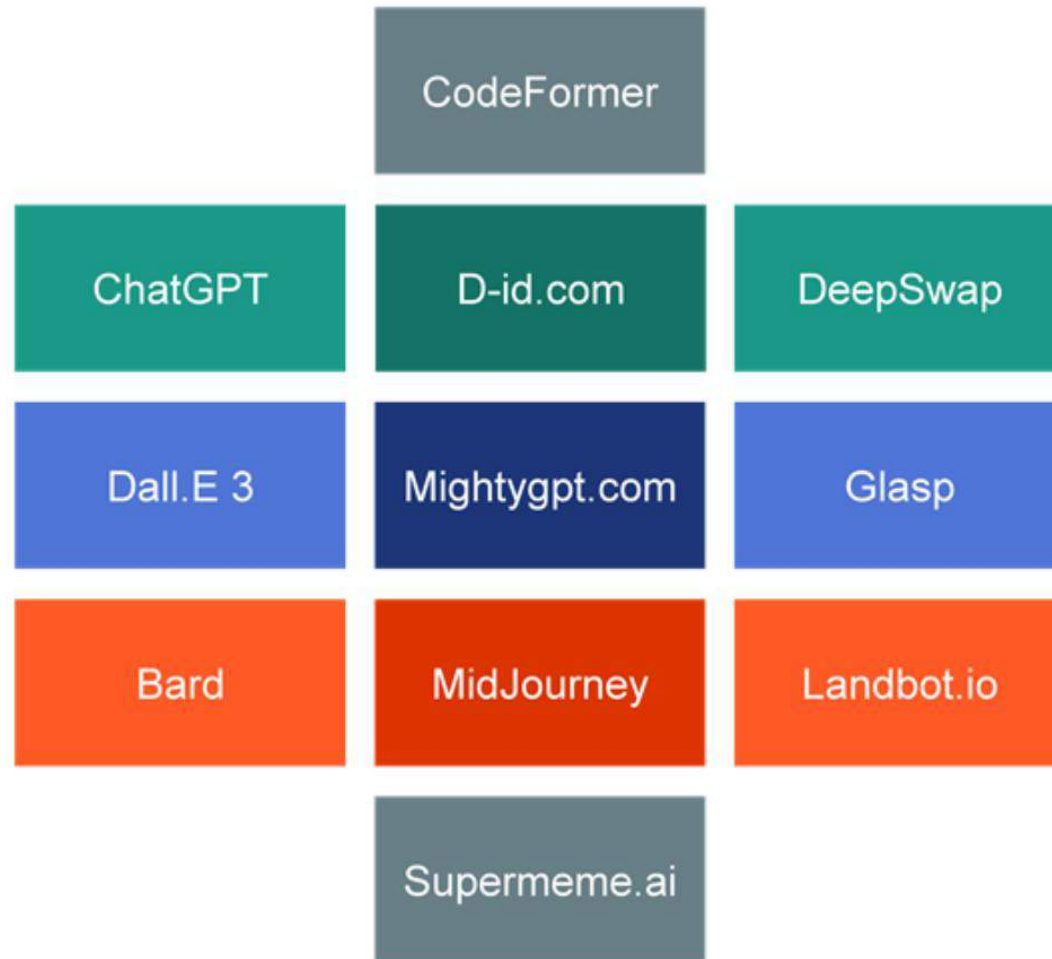 CodeFormer
ChatGPT
D-id.com
DeepSwap
Dall.E 3
Mightygpt.com
Glasp
Bard
MidJourney
Landbot.io
Supermeme.ai